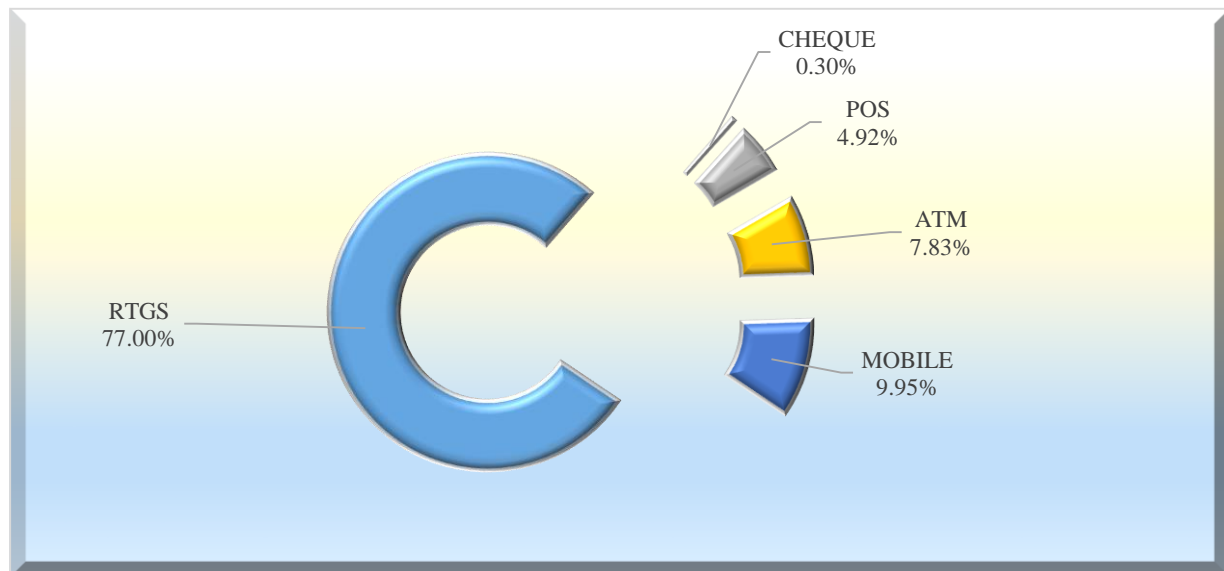 CHEQUE
0.30%
POS
4.92%
ATM
7.83%
RTGS
77.00%
MOBILE
9.95%